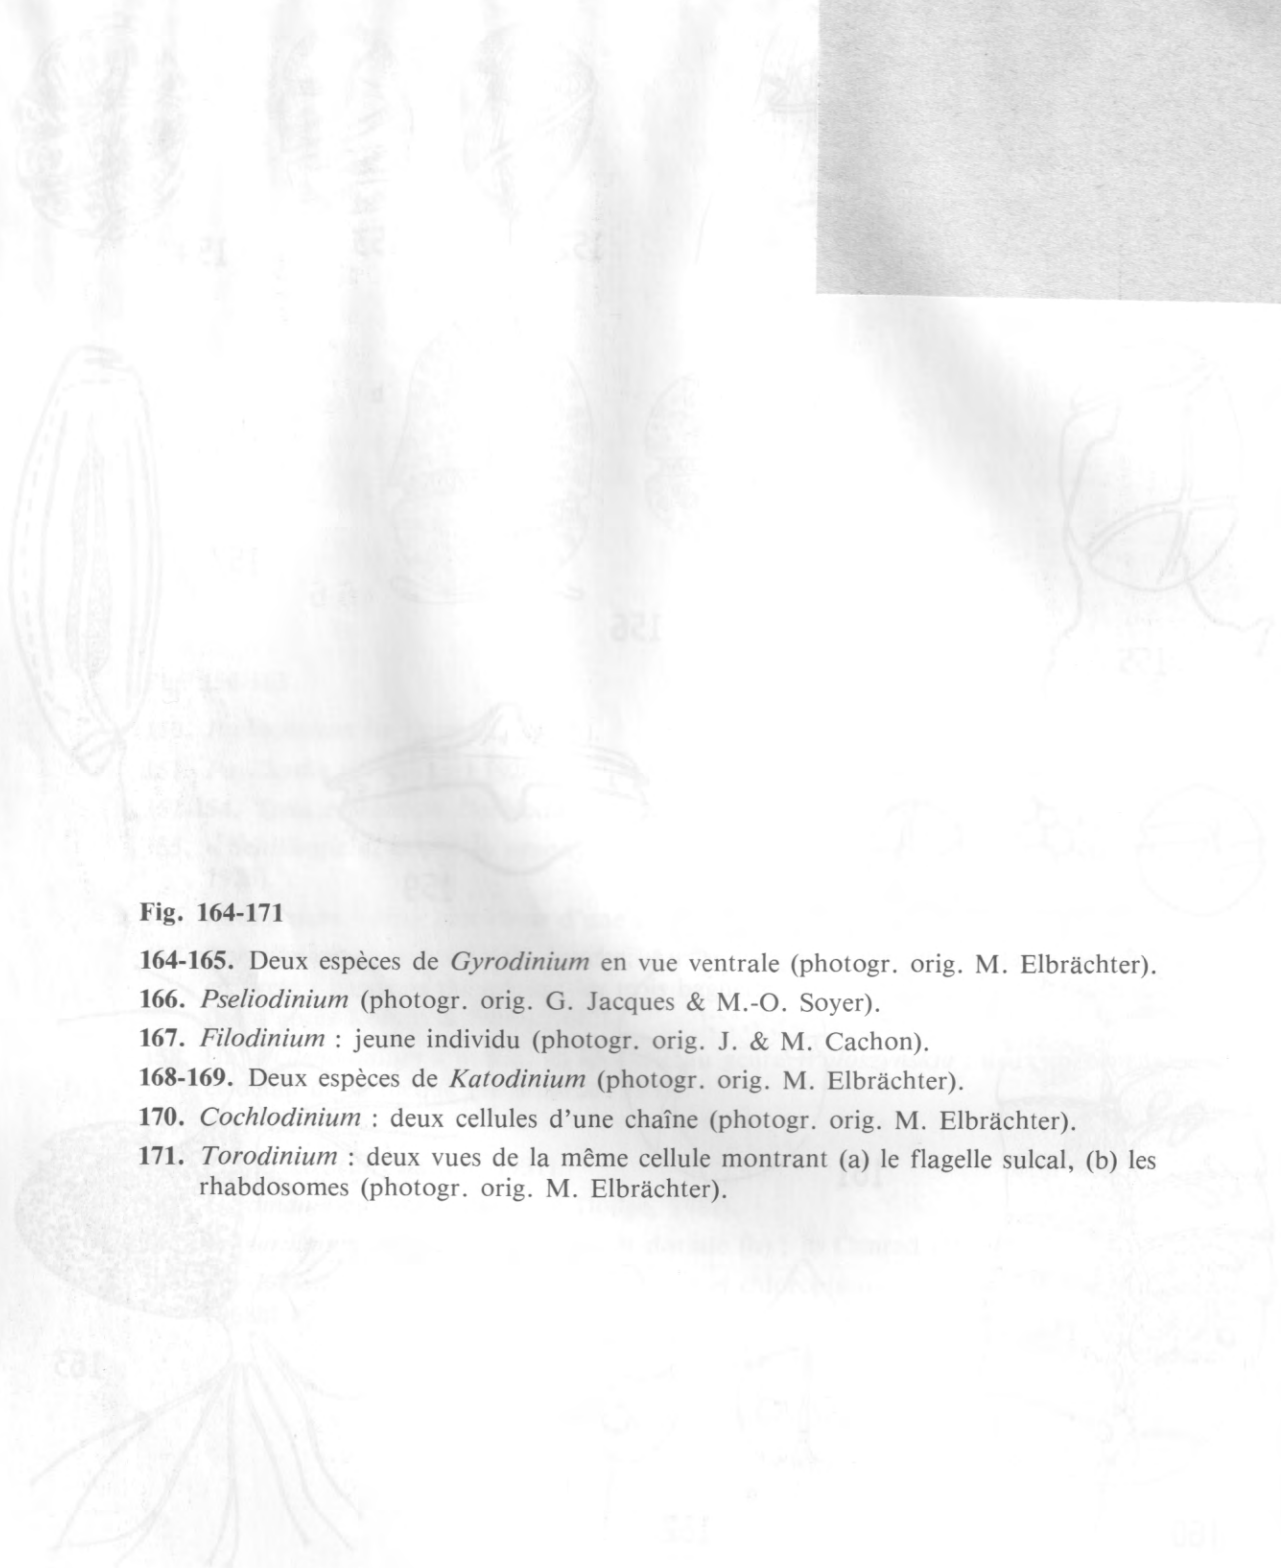 Fig. 164-171
164-165. Deux espèces de Gyrodinium en vue ventrale (photogr. orig. M. Elbrächter).
166. Pseliodinium (photogr. orig. G. Jacques & M.-O. Soyer).
167. Filodinium : jeune individu (photogr. orig. J. & M. Cachon).
168-169. Deux espèces de Katodinium (photogr. orig. M. Elbrächter).
170. Cochlodinium : deux cellules d’une chaîne (photogr. orig. M. Elbrächter).
171. Torodinium : deux vues de la même cellule montrant (a) le flagelle sulcal, (b) les
rhabdosomes (photogr. orig. M. Elbrächter).